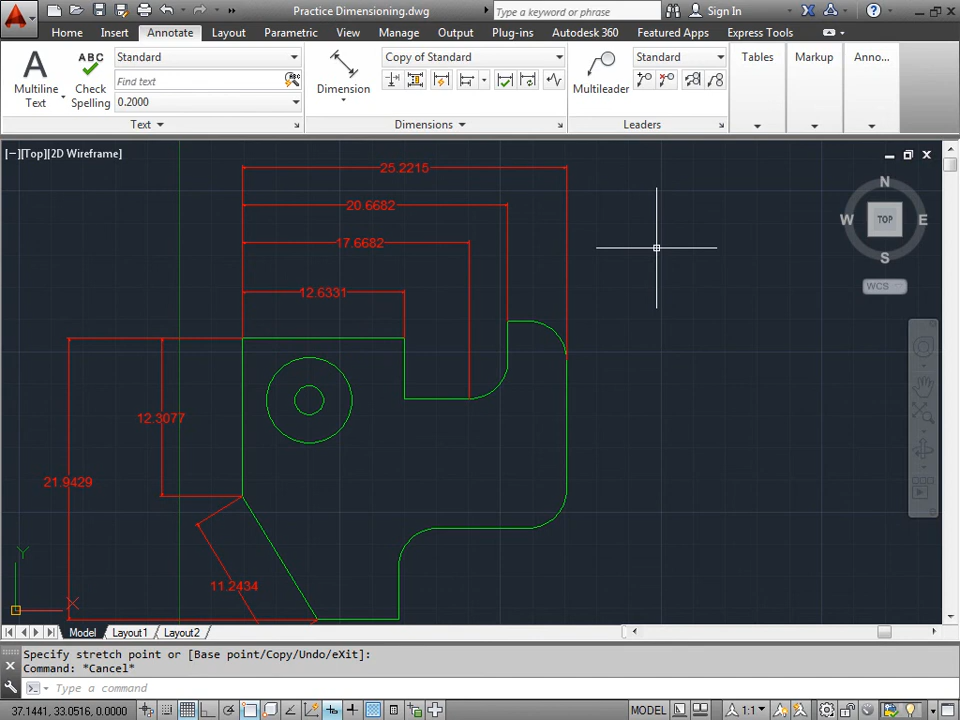 Practice Dimensioning.dwg
Type a keyword or phrase
Sign In
Home Insert Annotate Layout Parametric View Manage Output Plug-ins Autodesk 360 Featured Apps Express Tools
A
Multiline
Text
ABC
Check
Spelling
Standard
Find text
ABC
0.2000
Text
Dimension
Copy of Standard
Dimensions
Multileader
Standard
Leaders
Tables
Markup
Anno...
[−][Top][2D Wireframe]
25.2215
20.6682
17.6682
12.6331
12.3077
21.9429
11.2434
N
W TOP E
S
WCS
Y
X
Model Layout1 Layout2
Specify stretch point or [Base point/Copy/Undo/eXit]:
Command: *Cancel*
Type a command
37.1441, 33.0516, 0.0000
MODEL
1:1